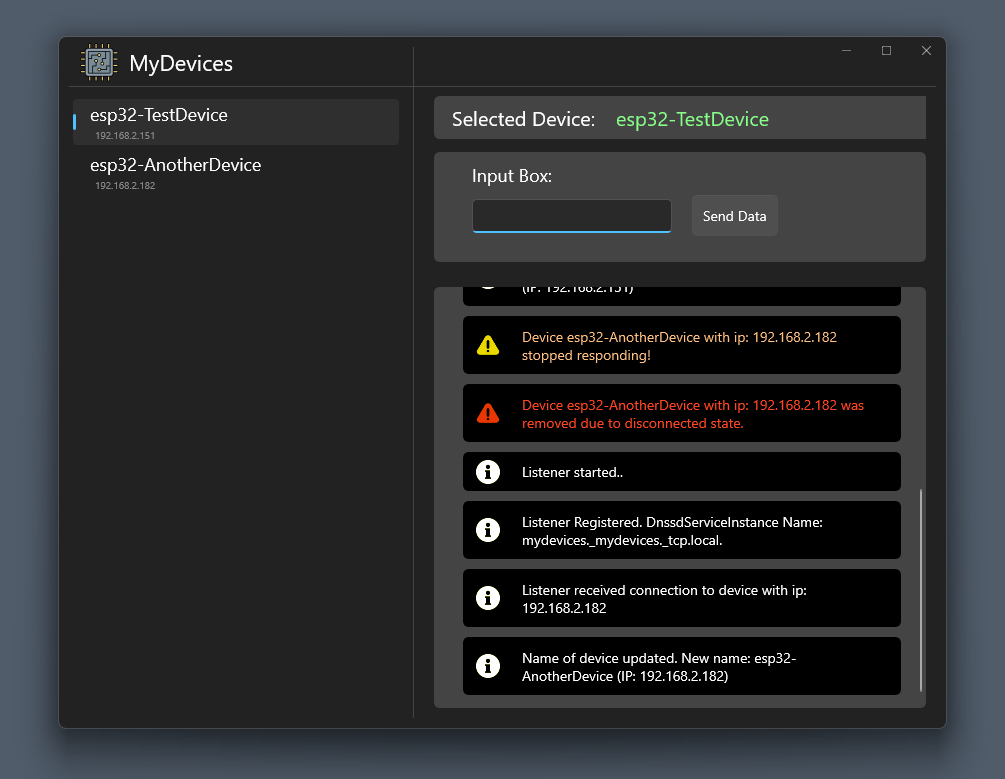 MyDevices
esp32-TestDevice
192.168.2.151
esp32-AnotherDevice
192.168.2.182
Selected Device: esp32-TestDevice
Input Box:
Send Data
(IP: 192.168.2.151)
Device esp32-AnotherDevice with ip: 192.168.2.182
stopped responding!
Device esp32-AnotherDevice with ip: 192.168.2.182 was
removed due to disconnected state.
Listener started..
Listener Registered. DnssdServiceInstance Name:
mydevices._mydevices._tcp.local.
Listener received connection to device with ip:
192.168.2.182
Name of device updated. New name: esp32-
AnotherDevice (IP: 192.168.2.182)